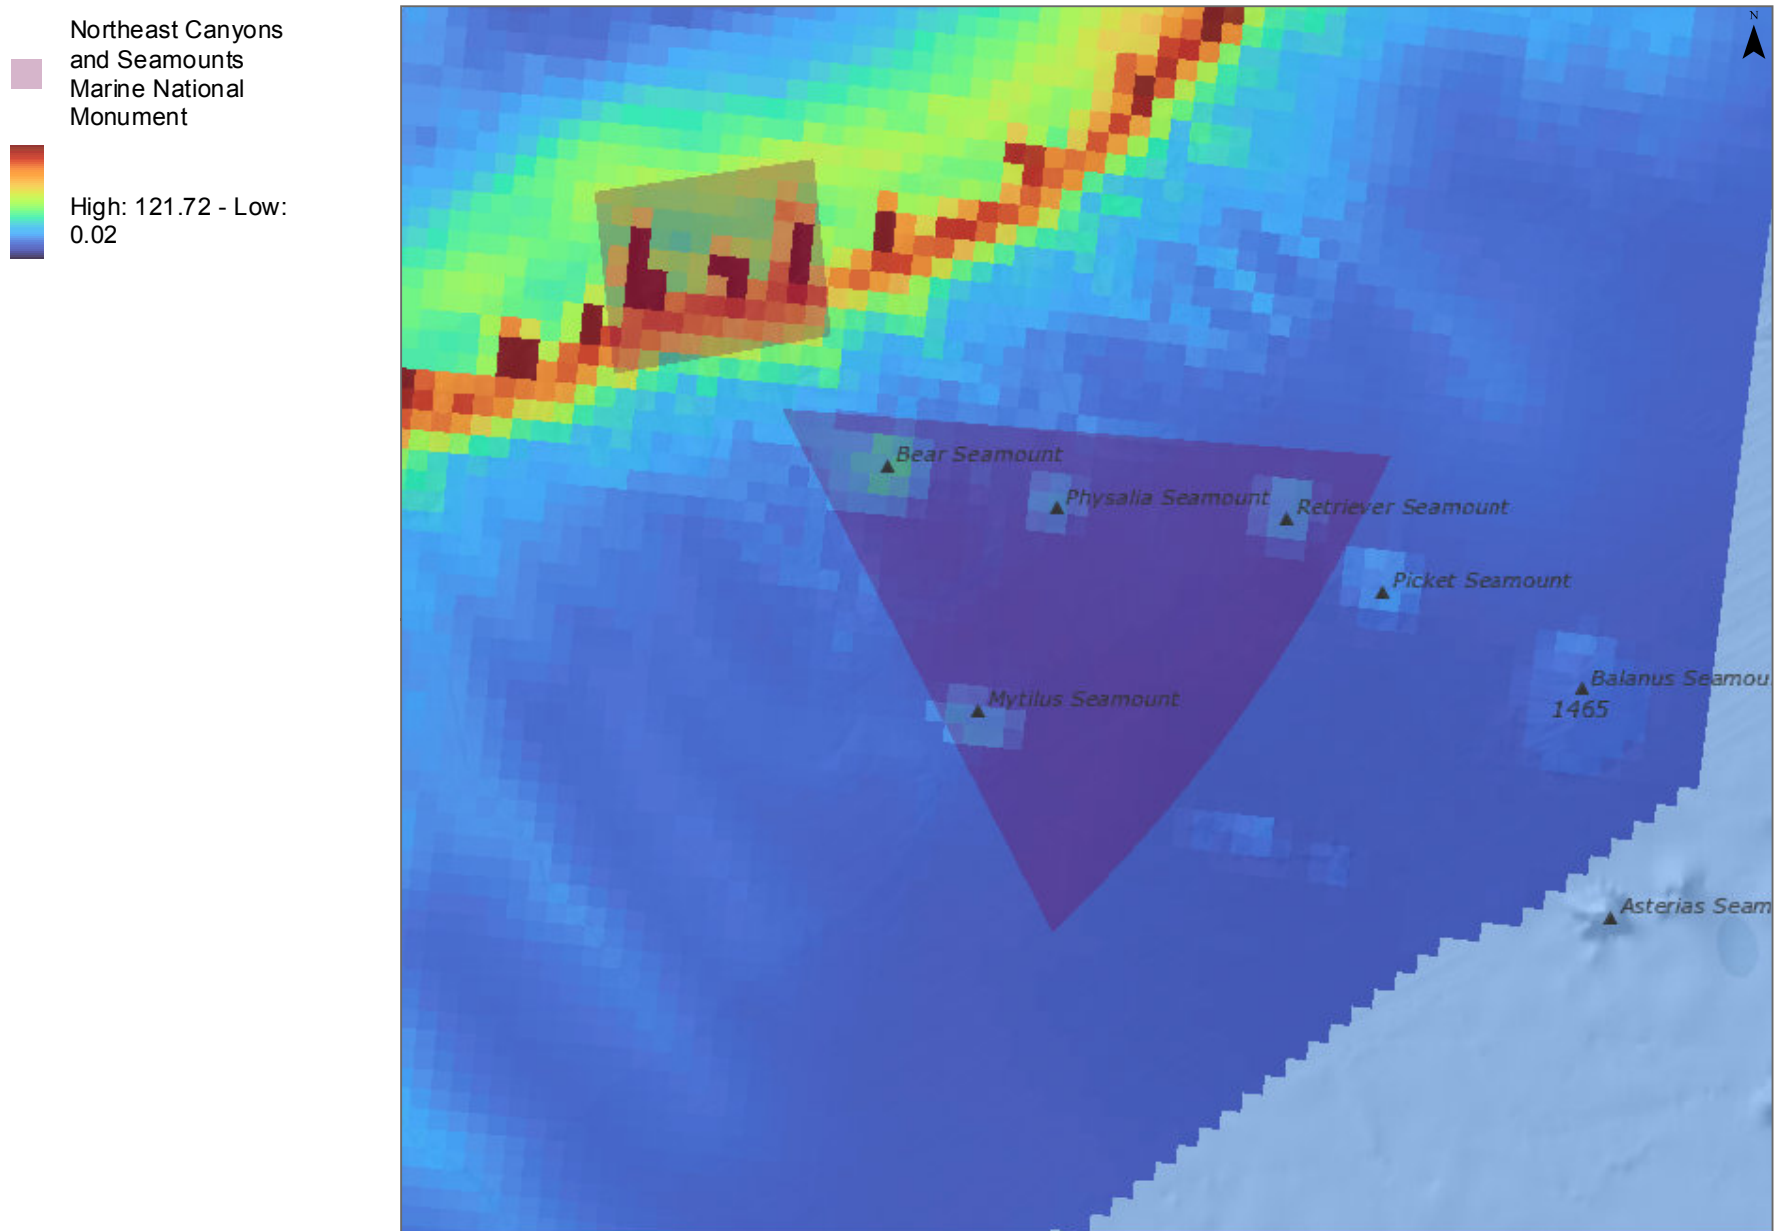 Northeast Canyons
and Seamounts
Marine National
Monument
High: 121.72 - Low:
0.02
N
Bear Seamount
Physalia Seamount
Retriever Seamount
Picket Seamount
Balanus Seamou
1465
Mytilus Seamount
Asterias Seam